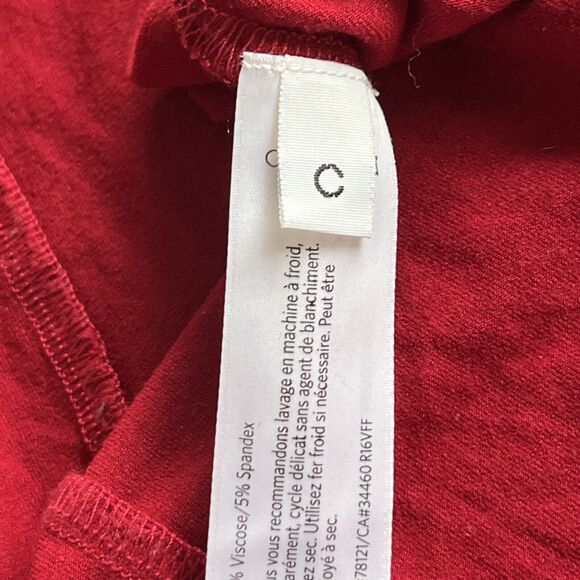 C
% Viscose/5% Spandex
us vous recommandons lavage en machine à froid,
arément, cycle délicat sans agent de blanchiment.
ez sec. Utilisez fer froid si nécessaire. Peut être
oyé à sec.
78121/CA#34460 R16VFF